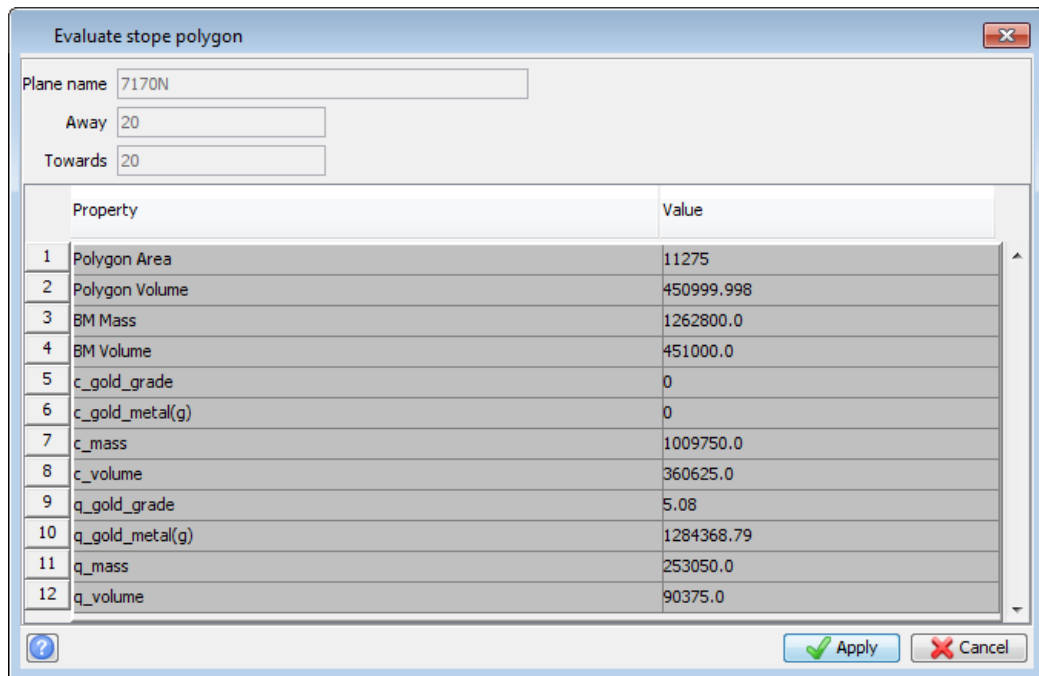 Evaluate stope polygon
Plane name 7170N
Away 20
Towards 20
Property Value
1 Polygon Area 11275
2 Polygon Volume 450999.998
3 BM Mass 1262800.0
4 BM Volume 451000.0
5 c_gold_grade 0
6 c_gold_metal(g) 0
7 c_mass 1009750.0
8 c_volume 360625.0
9 q_gold_grade 5.08
10 q_gold_metal(g) 1284368.79
11 q_mass 253050.0
12 q_volume 90375.0
? Apply Cancel